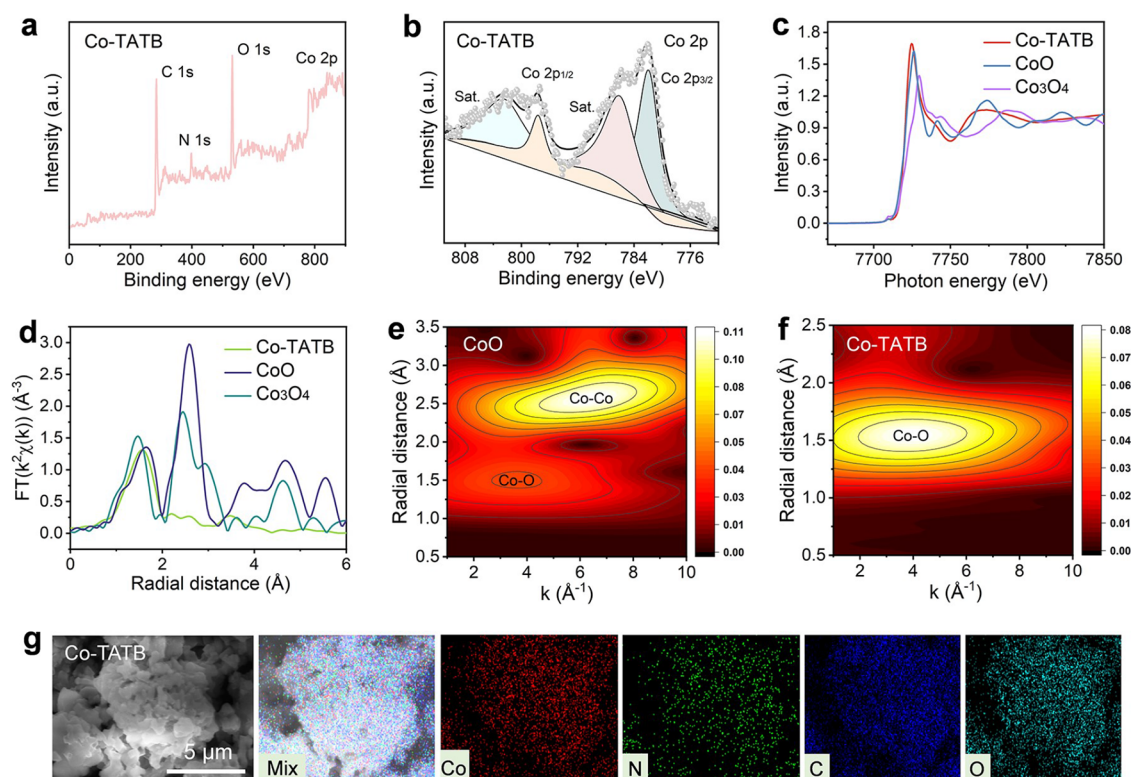 a
Co-TATB
O 1s
Co 2p
C 1s
N 1s
Intensity (a.u.)
0 200 400 600 800
Binding energy (eV)
b
Co-TATB
Co 2p
Co 2p1/2
Co 2p3/2
Sat.
Sat.
Intensity (a.u.)
808 800 792 784 776
Binding energy (eV)
c
Co-TATB
CoO
Co3O4
1.8
1.5
1.2
0.9
0.6
0.3
0.0
Intensity (a.u.)
7700 7750 7800 7850
Photon energy (eV)
d
Co-TATB
CoO
Co3O4
3.0
2.5
2.0
1.5
1.0
0.5
0.0
FT(k²χ(k)) (Å⁻³)
0 2 4 6
Radial distance (Å)
e
CoO
Co-Co
Co-O
3.5
3.0
2.5
2.0
1.5
1.0
0.5
Radial distance (Å)
2 4 6 8 10
k (Å⁻¹)
0.11
0.10
0.09
0.07
0.06
0.05
0.04
0.03
0.01
0.00
f
Co-TATB
Co-O
2.5
2.0
1.5
1.0
0.5
Radial distance (Å)
2 4 6 8 10
k (Å⁻¹)
0.08
0.07
0.06
0.05
0.04
0.03
0.02
0.01
0.00
g
Co-TATB
5 μm
Mix
Co
N
C
O